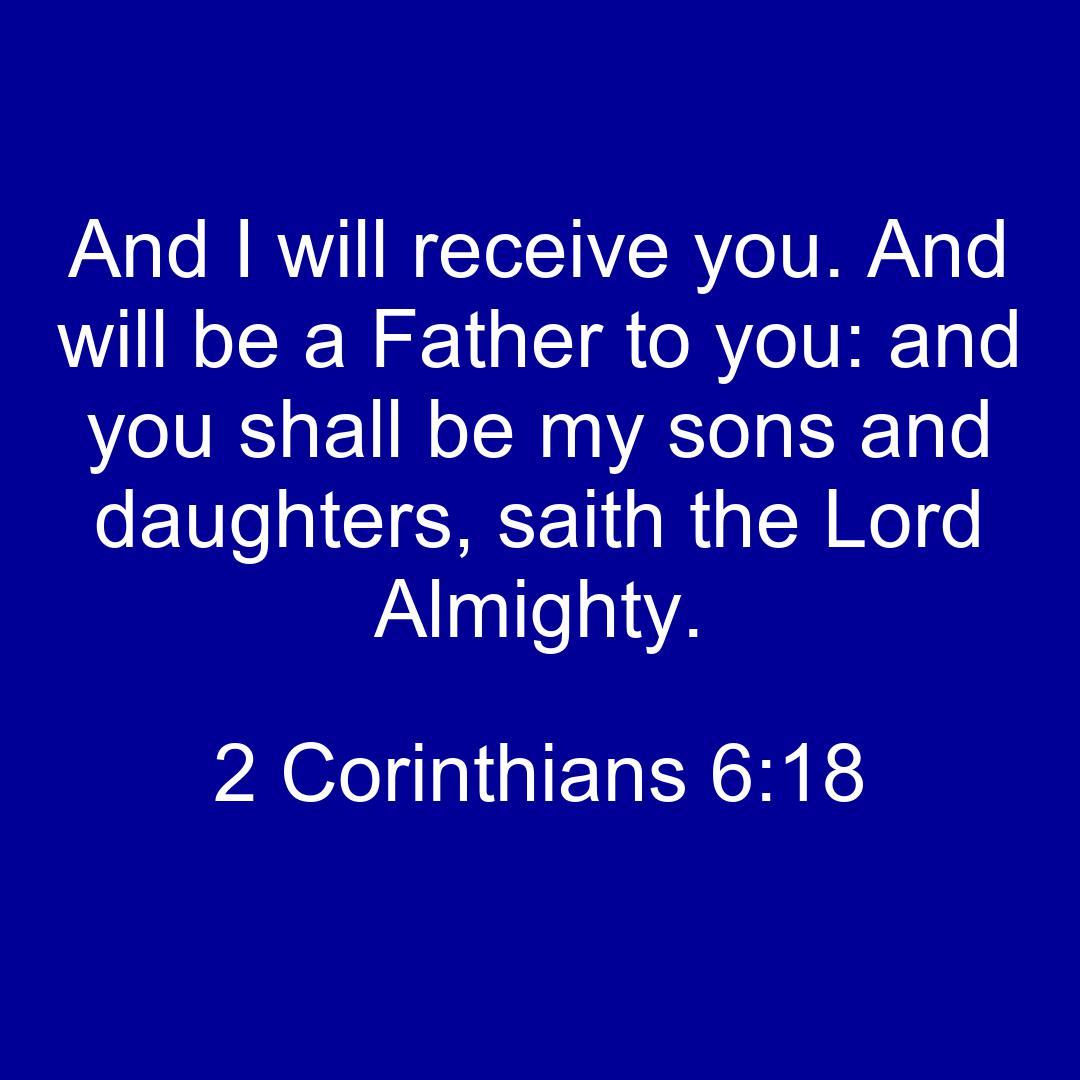 And I will receive you. And
will be a Father to you: and
you shall be my sons and
daughters, saith the Lord
Almighty.
2 Corinthians 6:18